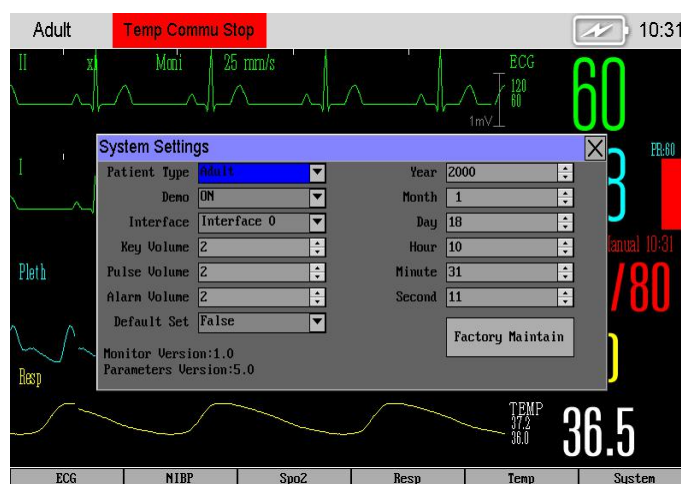 Adult Temp Commu Stop 10:31
II x1 Moni 25 mm/s ECG
120
60
60
1mV
System Settings
PR:60
I
Patient Type Adult Year 2000
Demo ON Month 1
Interface Interface 0 Day 18
Key Volume 2 Hour 10
Manual 10:31
Pulse Volume 2 Minute 31
Pleth
/80
Alarm Volume 2 Second 11
Default Set False
Factory Maintain
Monitor Version:1.0
Parameters Version:5.0
Resp
TEMP
37.2
36.0
36.5
ECG NIBP SpO2 Resp Temp System